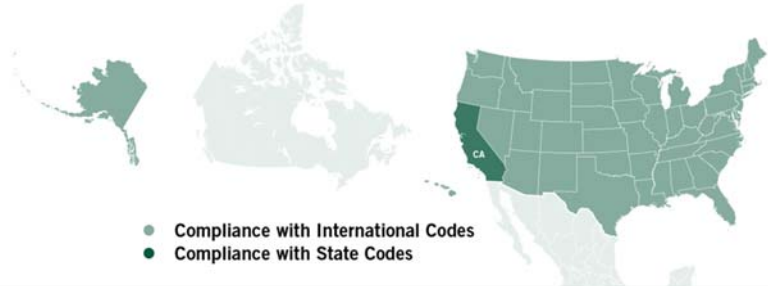 CA
Compliance with International Codes
Compliance with State Codes